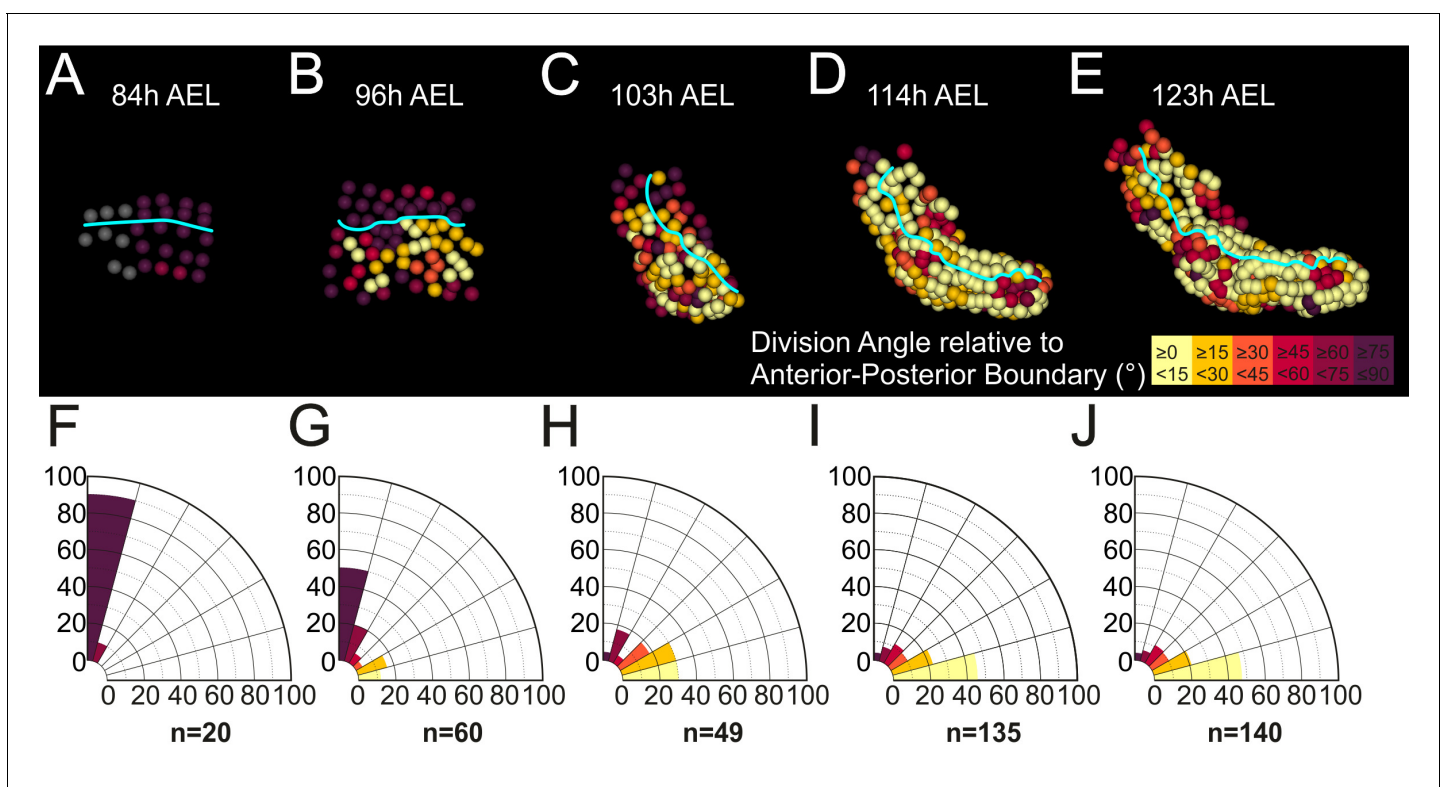 A
84h AEL
B
96h AEL
C
103h AEL
D
114h AEL
E
123h AEL
Division Angle relative to
Anterior-Posterior Boundary (°)
≥0 ≥15 ≥30 ≥45 ≥60 ≥75
<15 <30 <45 <60 <75 ≤90
F
100
80
60
40
20
0
0 20 40 60 80 100
n=20
G
100
80
60
40
20
0
0 20 40 60 80 100
n=60
H
100
80
60
40
20
0
0 20 40 60 80 100
n=49
I
100
80
60
40
20
0
0 20 40 60 80 100
n=135
J
100
80
60
40
20
0
0 20 40 60 80 100
n=140